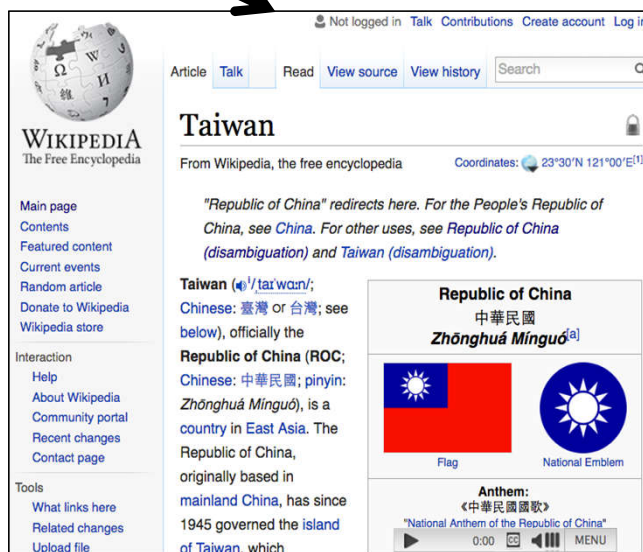 Not logged in Talk Contributions Create account Log in
Article Talk Read View source View history Search
WIKIPEDIA
The Free Encyclopedia
Main page
Contents
Featured content
Current events
Random article
Donate to Wikipedia
Wikipedia store
Interaction
Help
About Wikipedia
Community portal
Recent changes
Contact page
Tools
What links here
Related changes
Upload file
Taiwan
From Wikipedia, the free encyclopedia
Coordinates: 23°30′N 121°00′E[1]
"Republic of China" redirects here. For the People's Republic of
China, see China. For other uses, see Republic of China
(disambiguation) and Taiwan (disambiguation).
Taiwan (i/ˌtaɪˈwɑːn/;
Chinese: 臺灣 or 台灣; see
below), officially the
Republic of China (ROC;
Chinese: 中華民國; pinyin:
Zhōnghuá Mínguó), is a
country in East Asia. The
Republic of China,
originally based in
mainland China, has since
1945 governed the island
of Taiwan, which
Republic of China
中華民國
Zhōnghuá Mínguó[a]
Flag
National Emblem
Anthem:
《中華民國國歌》
"National Anthem of the Republic of China"
0:00 CC MENU